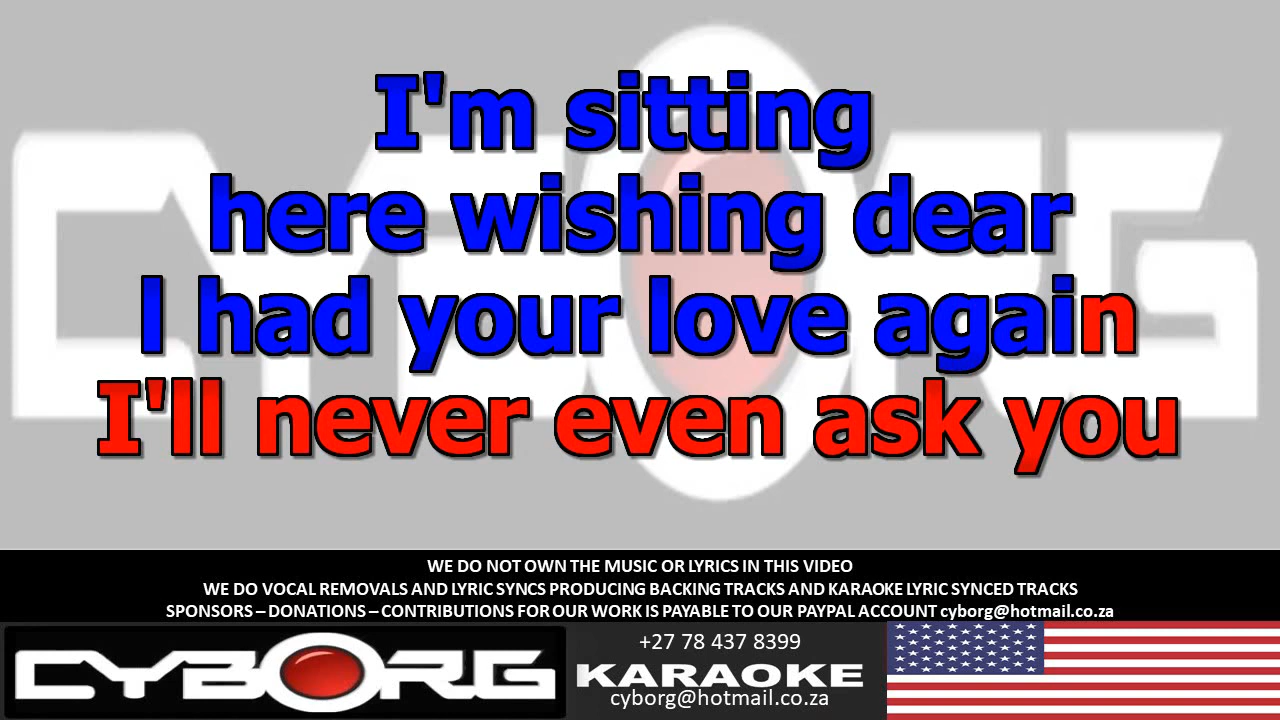 I'm sitting
here wishing dear
I had your love again
I'll never even ask you
WE DO NOT OWN THE MUSIC OR LYRICS IN THIS VIDEO
WE DO VOCAL REMOVALS AND LYRIC SYNCS PRODUCING BACKING TRACKS AND KARAOKE LYRIC SYNCED TRACKS
SPONSORS – DONATIONS – CONTRIBUTIONS FOR OUR WORK IS PAYABLE TO OUR PAYPAL ACCOUNT cyborg@hotmail.co.za
CYBORG
+27 78 437 8399
KARAOKE
cyborg@hotmail.co.za
CYBORG